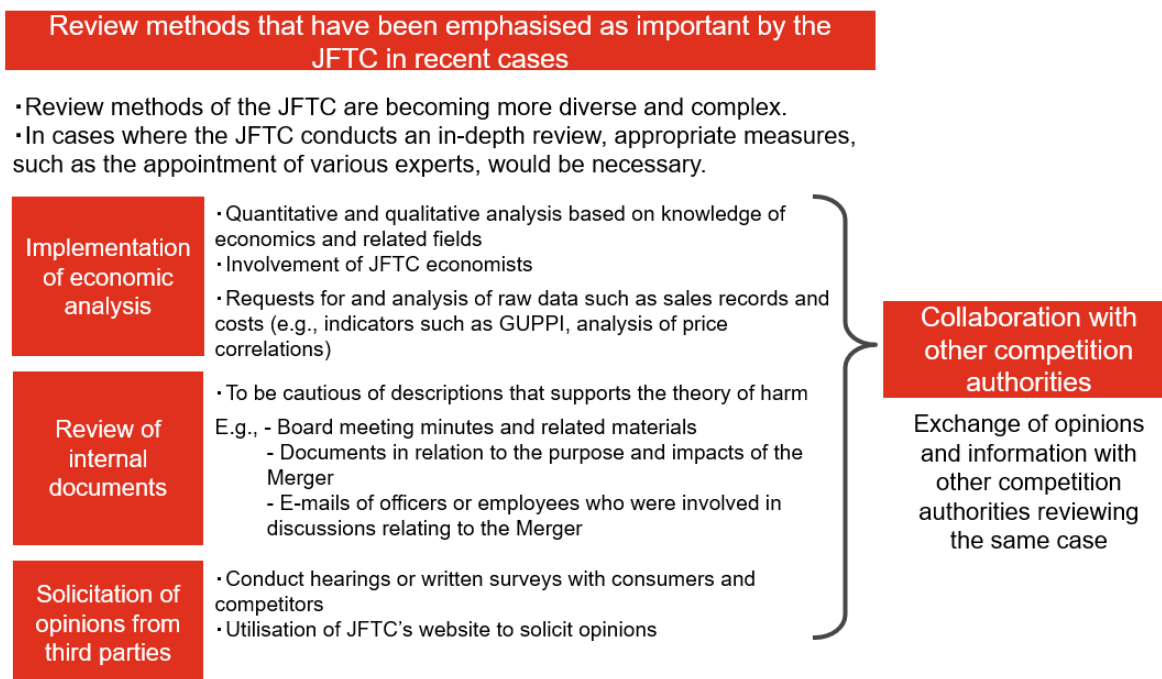 Review methods that have been emphasised as important by the
JFTC in recent cases
・Review methods of the JFTC are becoming more diverse and complex.
・In cases where the JFTC conducts an in-depth review, appropriate measures,
such as the appointment of various experts, would be necessary.
Implementation
of economic
analysis
・Quantitative and qualitative analysis based on knowledge of
economics and related fields
・Involvement of JFTC economists
・Requests for and analysis of raw data such as sales records and
costs (e.g., indicators such as GUPPI, analysis of price
correlations)
Review of
internal
documents
・To be cautious of descriptions that supports the theory of harm
E.g., - Board meeting minutes and related materials
- Documents in relation to the purpose and impacts of the
Merger
- E-mails of officers or employees who were involved in
discussions relating to the Merger
Solicitation of
opinions from
third parties
・Conduct hearings or written surveys with consumers and
competitors
・Utilisation of JFTC’s website to solicit opinions
Collaboration with
other competition
authorities
Exchange of opinions
and information with
other competition
authorities reviewing
the same case